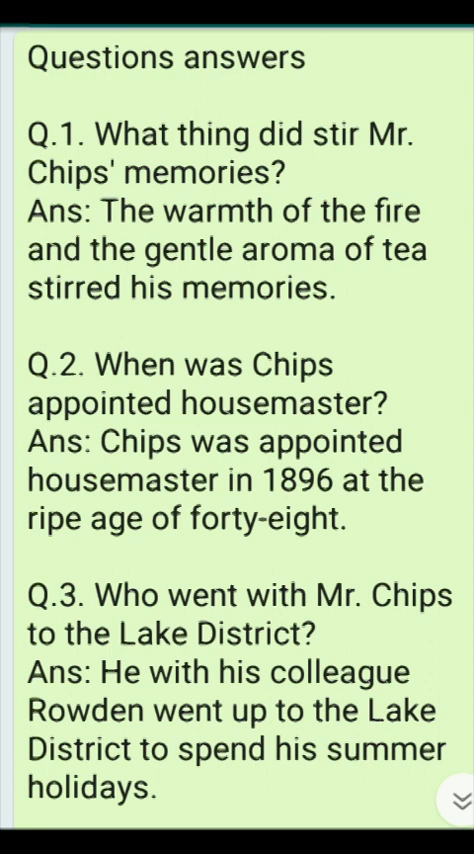 Questions answers
Q.1. What thing did stir Mr.
Chips' memories?
Ans: The warmth of the fire
and the gentle aroma of tea
stirred his memories.
Q.2. When was Chips
appointed housemaster?
Ans: Chips was appointed
housemaster in 1896 at the
ripe age of forty-eight.
Q.3. Who went with Mr. Chips
to the Lake District?
Ans: He with his colleague
Rowden went up to the Lake
District to spend his summer
holidays.